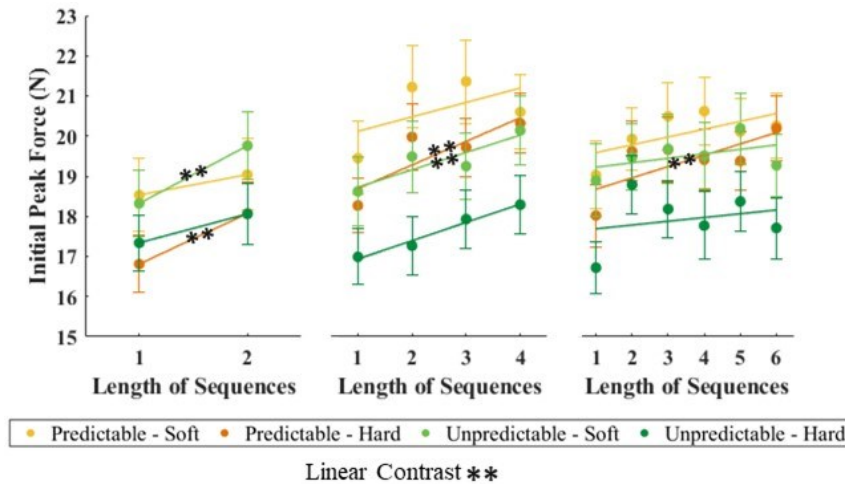 23
22
21
20
19
18
17
16
15
Initial Peak Force (N)
** ** ** ** **
1 2 1 2 3 4 1 2 3 4 5 6
Length of Sequences Length of Sequences Length of Sequences
Predictable - Soft Predictable - Hard Unpredictable - Soft Unpredictable - Hard
Linear Contrast **